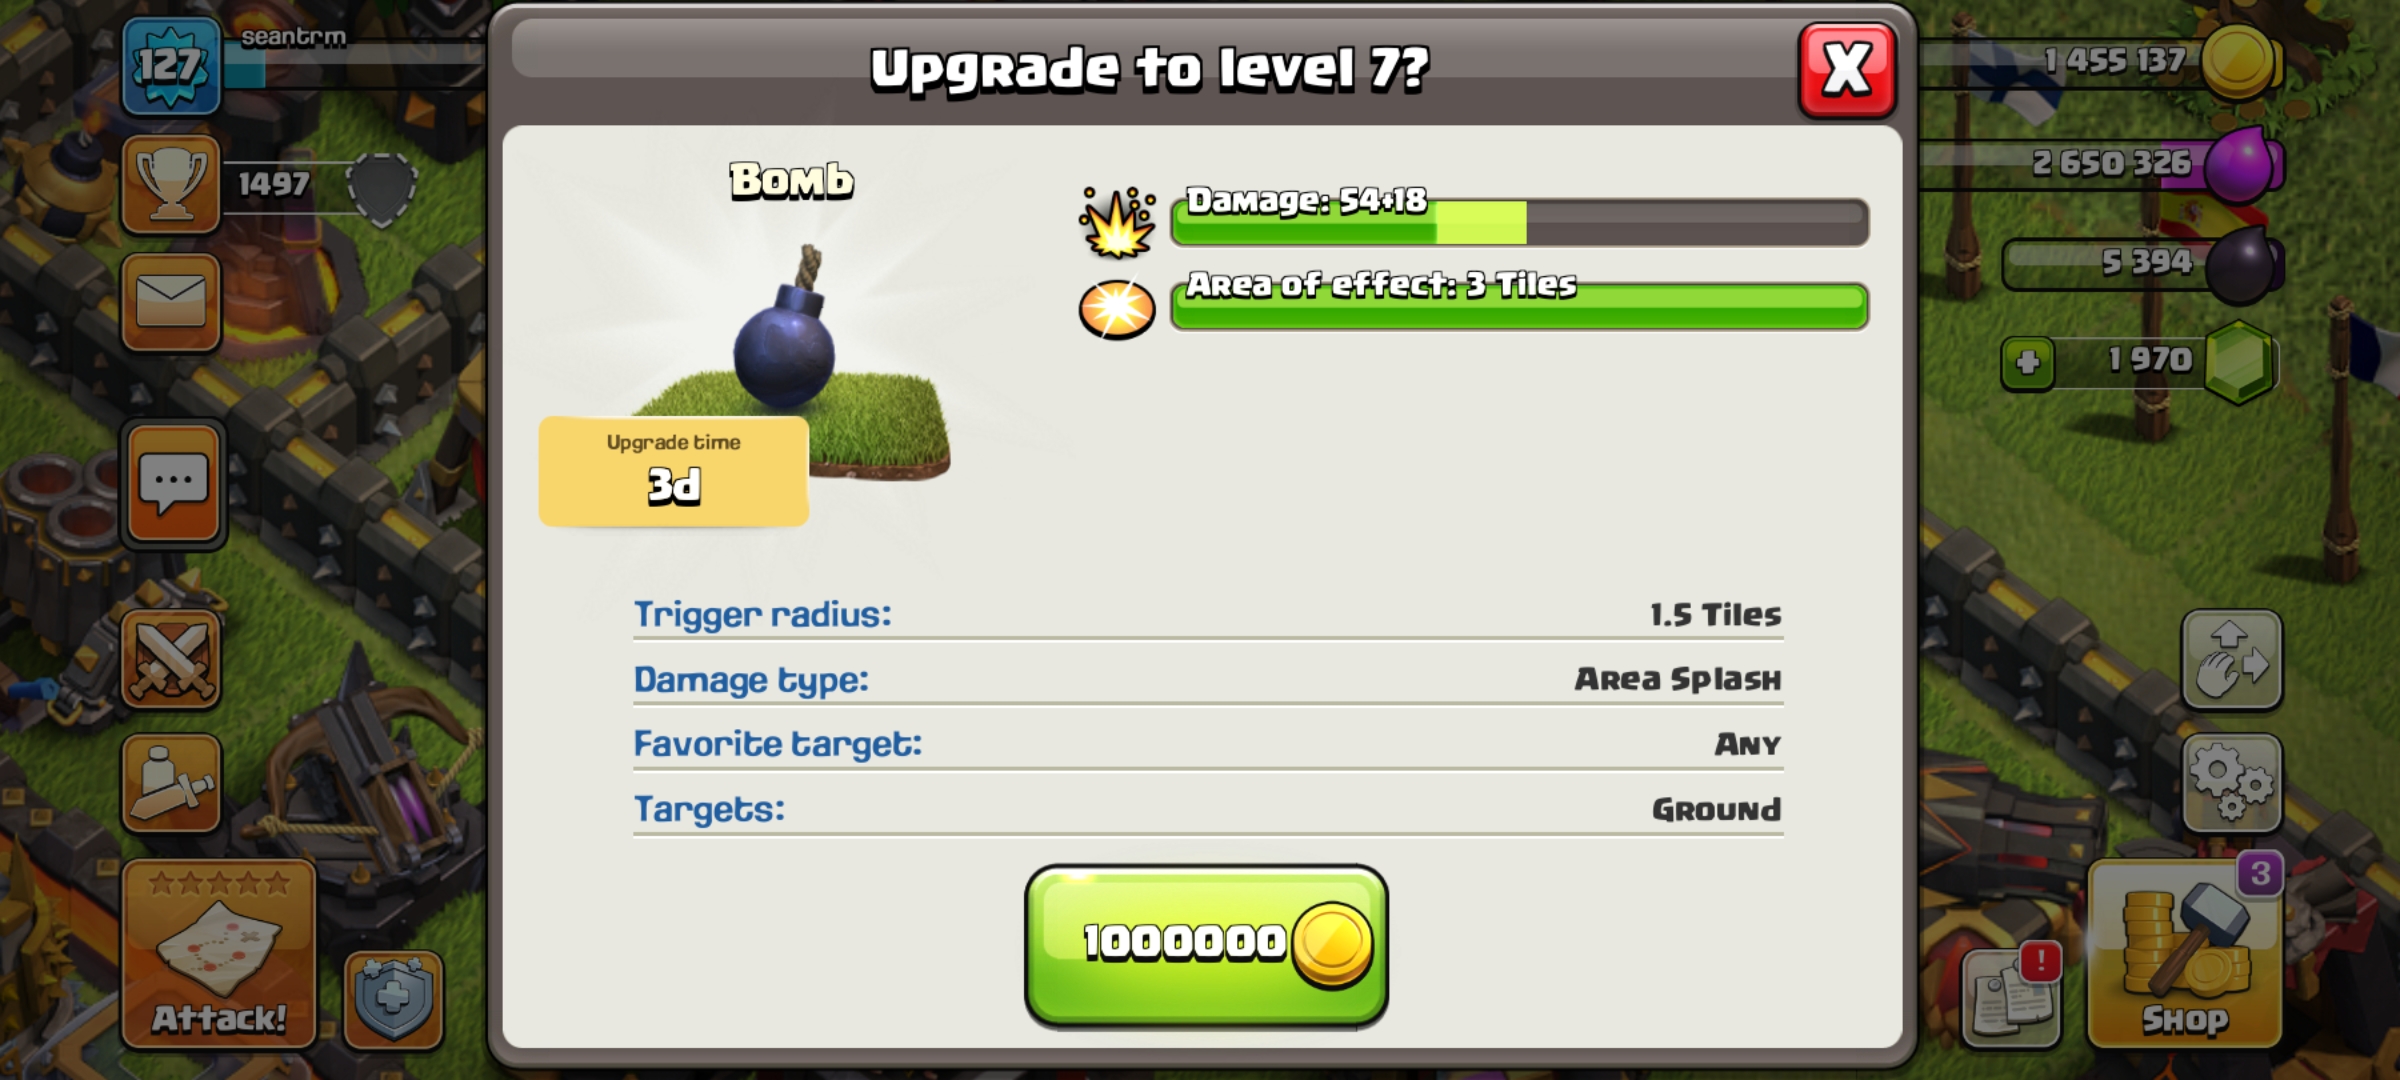 127
seantrm
1497
Upgrade to level 7?
X
1 455 137
2 650 326
5 394
1 970
Bomb
Damage: 54+18
Area of effect: 3 Tiles
Upgrade time
3d
Trigger radius: 1.5 Tiles
Damage type: Area Splash
Favorite target: Any
Targets: Ground
1000000
Attack!
3
!
Shop